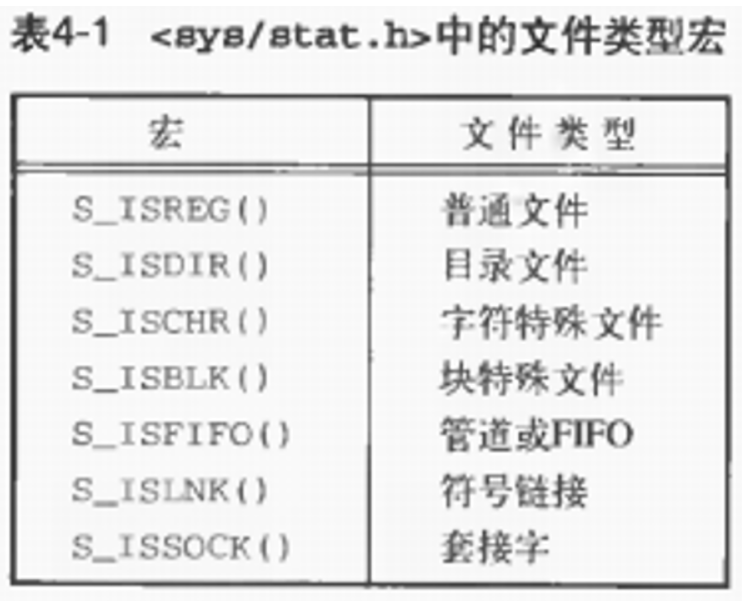 表4-1 <sys/stat.h>中的文件类型宏
宏 文件类型
S_ISREG() 普通文件
S_ISDIR() 目录文件
S_ISCHR() 字符特殊文件
S_ISBLK() 块特殊文件
S_ISFIFO() 管道或FIFO
S_ISLNK() 符号链接
S_ISSOCK() 套接字